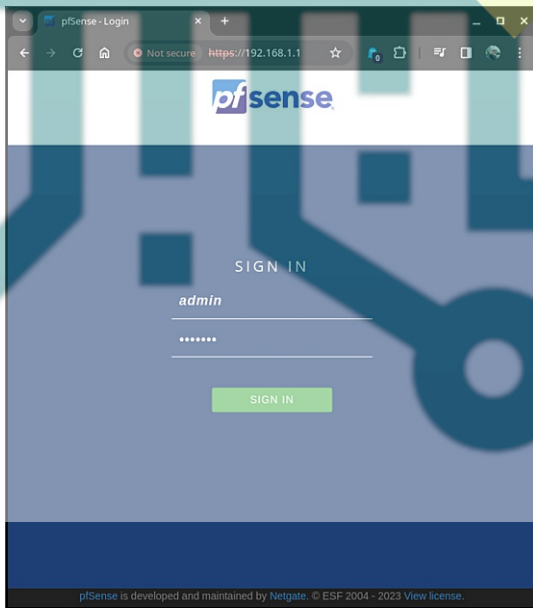 pfSense - Login
Not secure https://192.168.1.1
0
pfsense
SIGN IN
admin
•••••••
SIGN IN
pfSense is developed and maintained by Netgate. © ESF 2004 - 2023 View license.